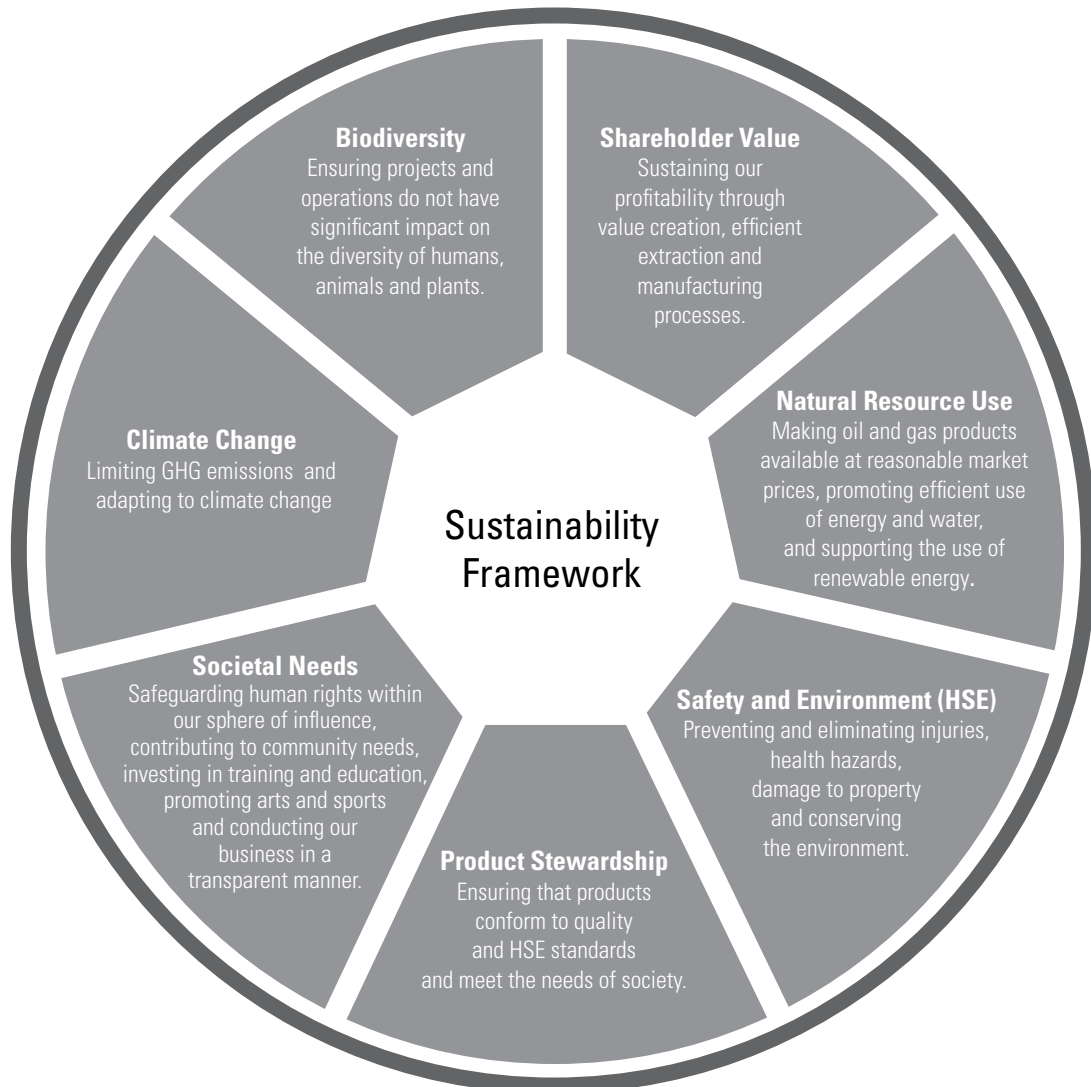 Biodiversity
Ensuring projects and
operations do not have
significant impact on
the diversity of humans,
animals and plants.
Shareholder Value
Sustaining our
profitability through
value creation, efficient
extraction and
manufacturing
processes.
Natural Resource Use
Making oil and gas products
available at reasonable market
prices, promoting efficient use
of energy and water,
and supporting the use of
renewable energy.
Climate Change
Limiting GHG emissions  and
adapting to climate change
Sustainability
Framework
Societal Needs
Safeguarding human rights within
our sphere of influence,
contributing to community needs,
investing in training and education,
promoting arts and sports
and conducting our
business in a
transparent manner.
Safety and Environment (HSE)
Preventing and eliminating injuries,
health hazards,
damage to property
and conserving
the environment.
Product Stewardship
Ensuring that products
conform to quality
and HSE standards
and meet the needs of society.